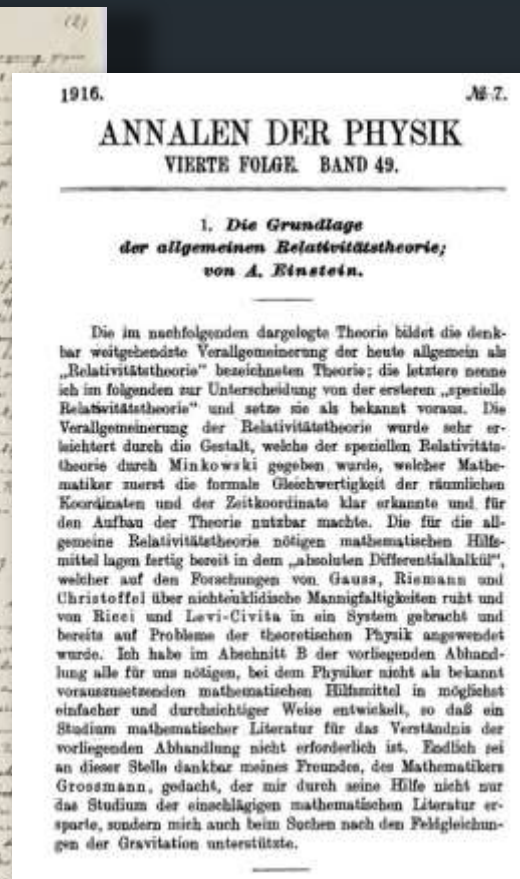 (2)
1916. № 7.
ANNALEN DER PHYSIK
VIERTE FOLGE. BAND 49.
1. Die Grundlage
der allgemeinen Relativitätstheorie;
von A. Einstein.
Die im nachfolgenden dargelegte Theorie bildet die denk-
bar weitgehendste Verallgemeinerung der heute allgemein als
„Relativitätstheorie“ bezeichneten Theorie; die letztere nenne
ich im folgenden zur Unterscheidung von der ersteren „spezielle
Relativitätstheorie“ und setze sie als bekannt voraus. Die
Verallgemeinerung der Relativitätstheorie wurde sehr er-
leichtert durch die Gestalt, welche der speziellen Relativitäts-
theorie durch Minkowski gegeben wurde, welcher Mathe-
matiker zuerst die formale Gleichwertigkeit der räumlichen
Koordinaten und der Zeitkoordinate klar erkannte und für
den Aufbau der Theorie nutzbar machte. Die für die all-
gemeine Relativitätstheorie nötigen mathematischen Hilfs-
mittel lagen fertig bereit in dem „absoluten Differentialkalkül“,
welcher auf den Forschungen von Gauss, Riemann und
Christoffel über nichteuklidische Mannigfaltigkeiten ruht und
von Ricci und Levi-Civita in ein System gebracht und
bereits auf Probleme der theoretischen Physik angewendet
wurde. Ich habe im Abschnitt B der vorliegenden Abhand-
lung alle für uns nötigen, bei dem Physiker nicht als bekannt
vorauszusetzenden mathematischen Hilfsmittel in möglichst
einfacher und durchsichtiger Weise entwickelt, so daß ein
Studium mathematischer Literatur für das Verständnis der
vorliegenden Abhandlung nicht erforderlich ist. Endlich sei
an dieser Stelle dankbar meines Freundes, des Mathematikers
Grossmann, gedacht, der mir durch seine Hilfe nicht nur
das Studium der einschlägigen mathematischen Literatur er-
sparte, sondern mich auch beim Suchen nach den Feldgleichun-
gen der Gravitation unterstützte.